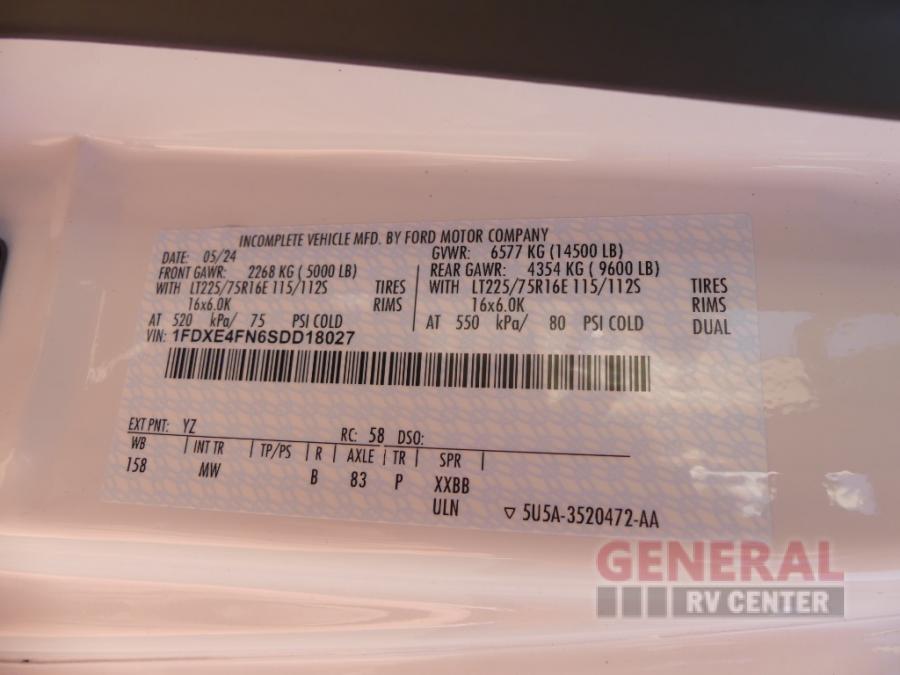 INCOMPLETE VEHICLE MFD. BY FORD MOTOR COMPANY
DATE: 05/24 GVWR: 6577 KG (14500 LB)
FRONT GAWR: 2268 KG ( 5000 LB) REAR GAWR: 4354 KG ( 9600 LB)
WITH LT225/75R16E 115/112S TIRES WITH LT225/75R16E 115/112S TIRES
16x6.0K RIMS 16x6.0K RIMS
AT 520 kPa/ 75 PSI COLD AT 550 kPa/ 80 PSI COLD DUAL
VIN: 1FDXE4FN6SDD18027
EXT PNT: YZ RC: 58 DSO:
WB INT TR TP/PS R AXLE TR SPR
158 MW B 83 P XXBB
ULN ▽ 5U5A-3520472-AA
GENERAL
RV CENTER